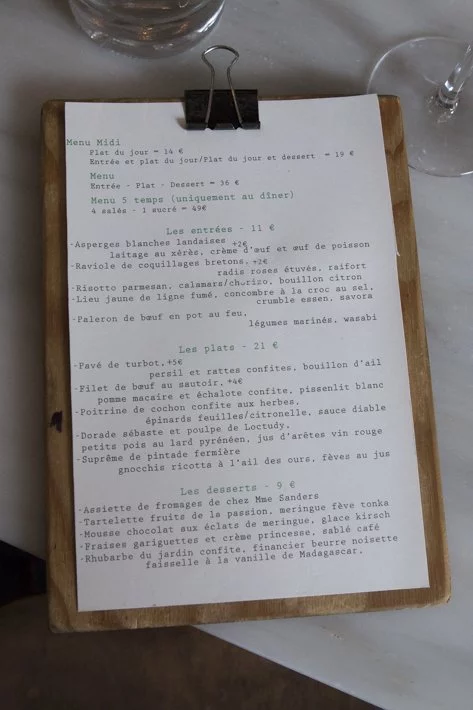 Menu Midi
Plat du jour = 14 €
Entrée et plat du jour/Plat du jour et dessert = 19 €
Menu
Entrée - Plat - Dessert = 36 €
Menu 5 temps (uniquement au dîner)
4 salés - 1 sucré = 49€
Les entrées - 11 €
-Asperges blanches landaises +2€
laitage au xérès, crème d'œuf et œuf de poisson
-Raviole de coquillages bretons, +2€
radis roses étuvés, raifort
-Risotto parmesan, calamars/chorizo, bouillon citron
-Lieu jaune de ligne fumé, concombre à la croc au sel,
crumble essen, savora
-Paleron de bœuf en pot au feu,
légumes marinés, wasabi
Les plats - 21 €
-Pavé de turbot, +5€
persil et rattes confites, bouillon d'ail
-Filet de bœuf au sautoir, +4€
pomme macaire et échalote confite, pissenlit blanc
-Poitrine de cochon confite aux herbes,
épinards feuilles/citronelle, sauce diable
-Dorade sébaste et poulpe de Loctudy,
petits pois au lard pyrénéen, jus d'arêtes vin rouge
-Suprême de pintade fermière
gnocchis ricotta à l'ail des ours, fèves au jus
Les desserts - 9 €
-Assiette de fromages de chez Mme Sanders
-Tartelette fruits de la passion, meringue fève tonka
-Mousse chocolat aux éclats de meringue, glace kirsch
-Fraises gariguettes et crème princesse, sablé café
-Rhubarbe du jardin confite, financier beurre noisette
faisselle à la vanille de Madagascar.